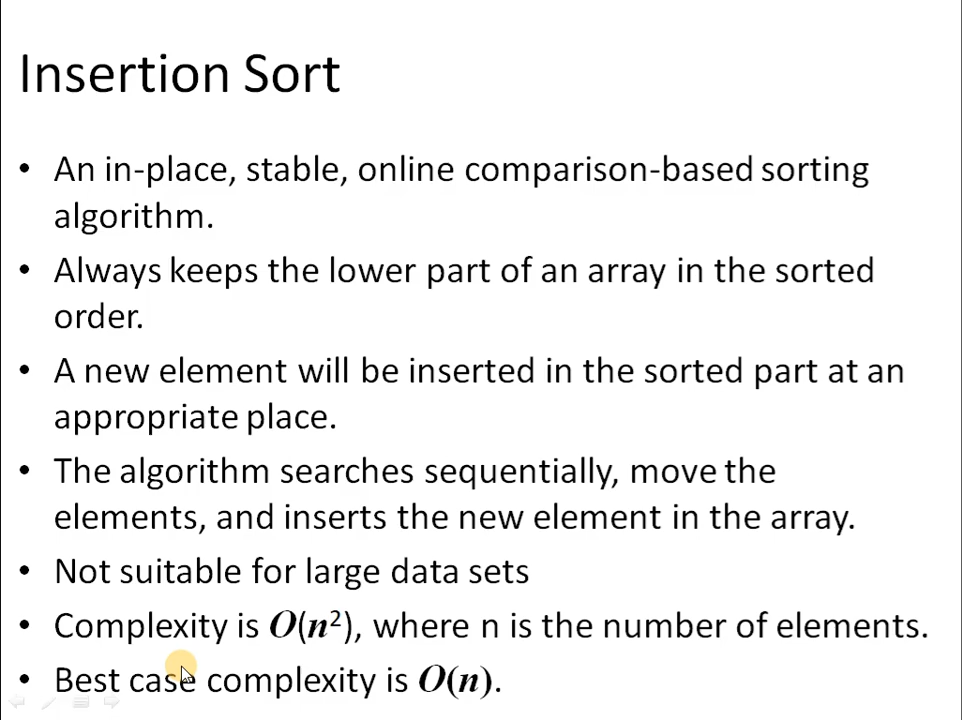 Insertion Sort
• An in-place, stable, online comparison-based sorting
algorithm.
• Always keeps the lower part of an array in the sorted
order.
• A new element will be inserted in the sorted part at an
appropriate place.
• The algorithm searches sequentially, move the
elements, and inserts the new element in the array.
• Not suitable for large data sets
• Complexity is O(n²), where n is the number of elements.
• Best case complexity is O(n).